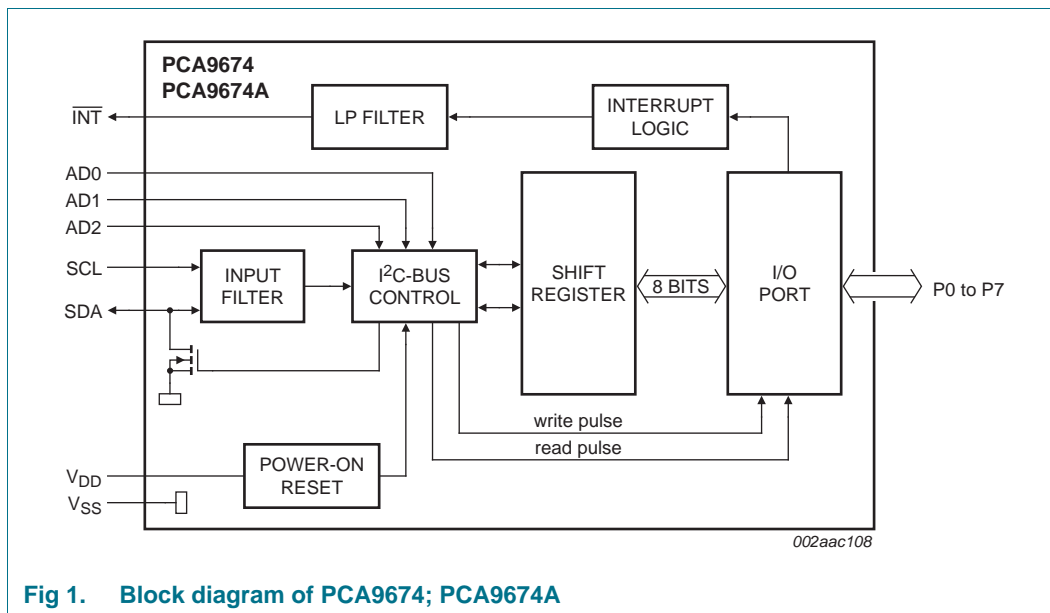 PCA9674
PCA9674A
INT
LP FILTER
INTERRUPT
LOGIC
AD0
AD1
AD2
SCL
SDA
INPUT
FILTER
I2C-BUS
CONTROL
SHIFT
REGISTER
8 BITS
I/O
PORT
P0 to P7
write pulse
read pulse
VDD
VSS
POWER-ON
RESET
002aac108
Fig 1. Block diagram of PCA9674; PCA9674A